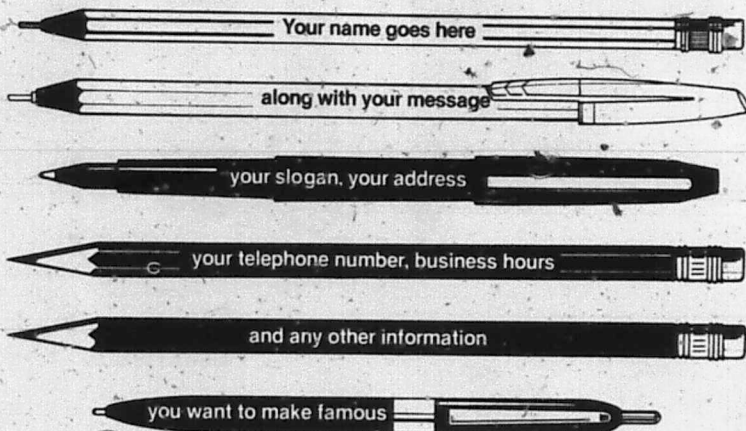 Your name goes here
along with your message
your slogan, your address
your telephone number, business hours
and any other information
you want to make famous